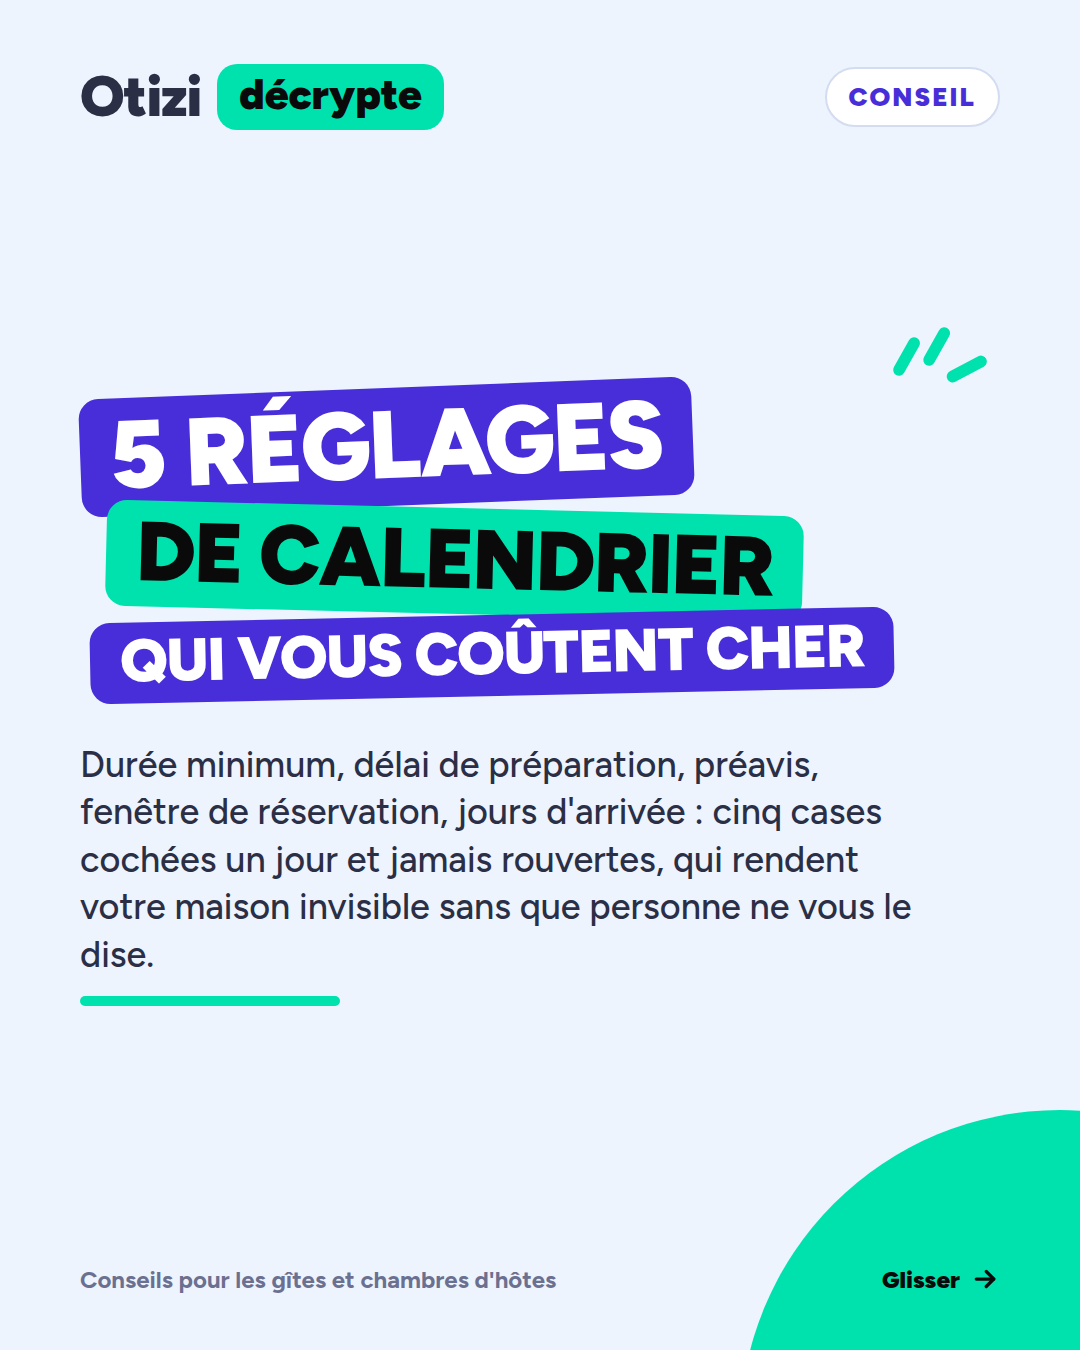 Otizi décrypte
CONSEIL
5 RÉGLAGES
DE CALENDRIER
QUI VOUS COÛTENT CHER
Durée minimum, délai de préparation, préavis,
fenêtre de réservation, jours d'arrivée : cinq cases
cochées un jour et jamais rouvertes, qui rendent
votre maison invisible sans que personne ne vous le
dise.
Conseils pour les gîtes et chambres d'hôtes
Glisser →